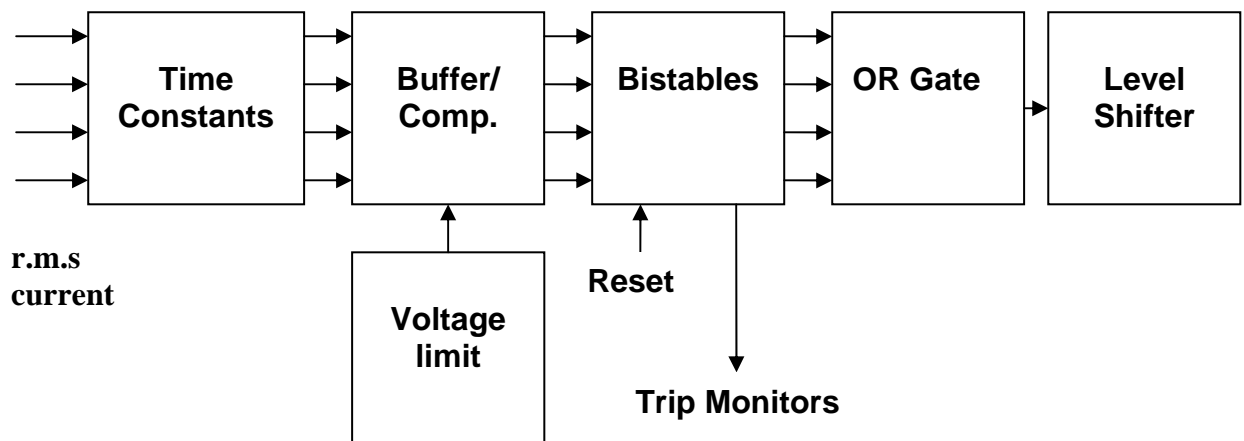 Time
Constants
Buffer/
Comp.
Bistables
OR Gate
Level
Shifter
r.m.s
current
Voltage
limit
Reset
Trip Monitors